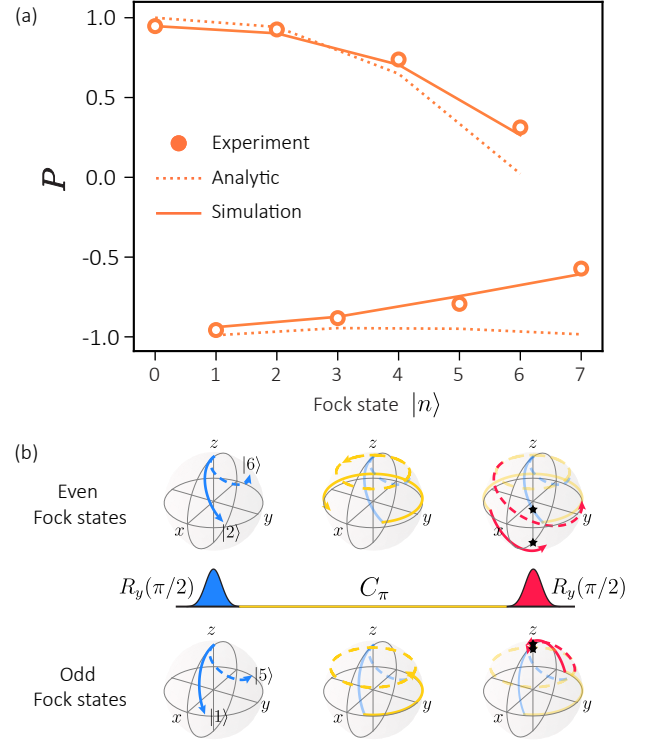 (a)
1.0
0.5
0.0
-0.5
-1.0
P
Experiment
Analytic
Simulation
0 1 2 3 4 5 6 7
Fock state |n⟩
(b)
Even
Fock states
z
|6⟩
|2⟩
x
y
z
x
y
z
x
y
R_y(π/2)
C_π
R_y(π/2)
Odd
Fock states
z
|5⟩
|1⟩
x
y
z
x
y
z
x
y